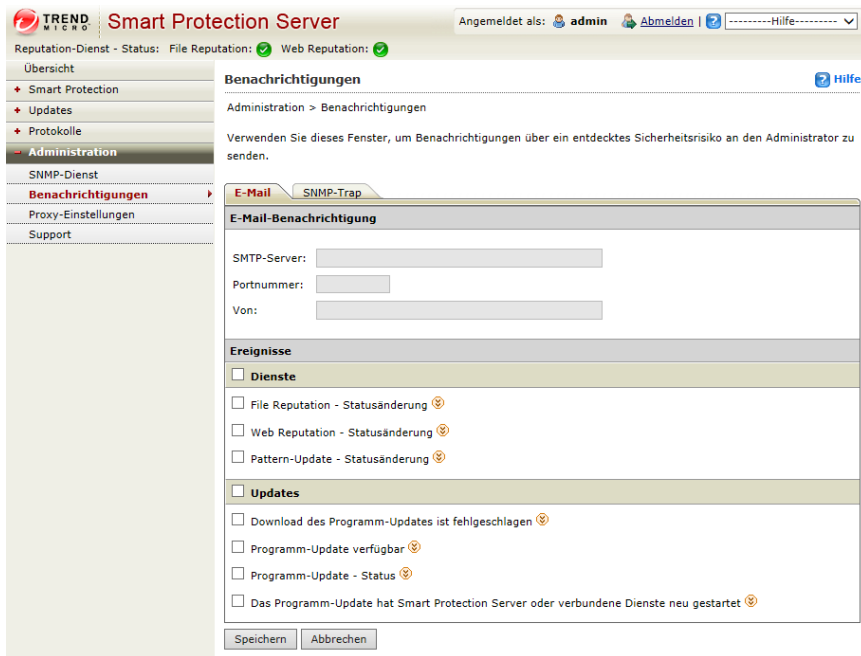 TREND MICRO Smart Protection Server
Angemeldet als: admin Abmelden | ---------Hilfe---------
Reputation-Dienst - Status: File Reputation: Web Reputation:
Übersicht
+ Smart Protection
+ Updates
+ Protokolle
- Administration
SNMP-Dienst
Benachrichtigungen
Proxy-Einstellungen
Support
Benachrichtigungen
? Hilfe
Administration > Benachrichtigungen
Verwenden Sie dieses Fenster, um Benachrichtigungen über ein entdecktes Sicherheitsrisiko an den Administrator zu
senden.
E-Mail SNMP-Trap
E-Mail-Benachrichtigung
SMTP-Server:
Portnummer:
Von:
Ereignisse
Dienste
File Reputation - Statusänderung
Web Reputation - Statusänderung
Pattern-Update - Statusänderung
Updates
Download des Programm-Updates ist fehlgeschlagen
Programm-Update verfügbar
Programm-Update - Status
Das Programm-Update hat Smart Protection Server oder verbundene Dienste neu gestartet
Speichern Abbrechen